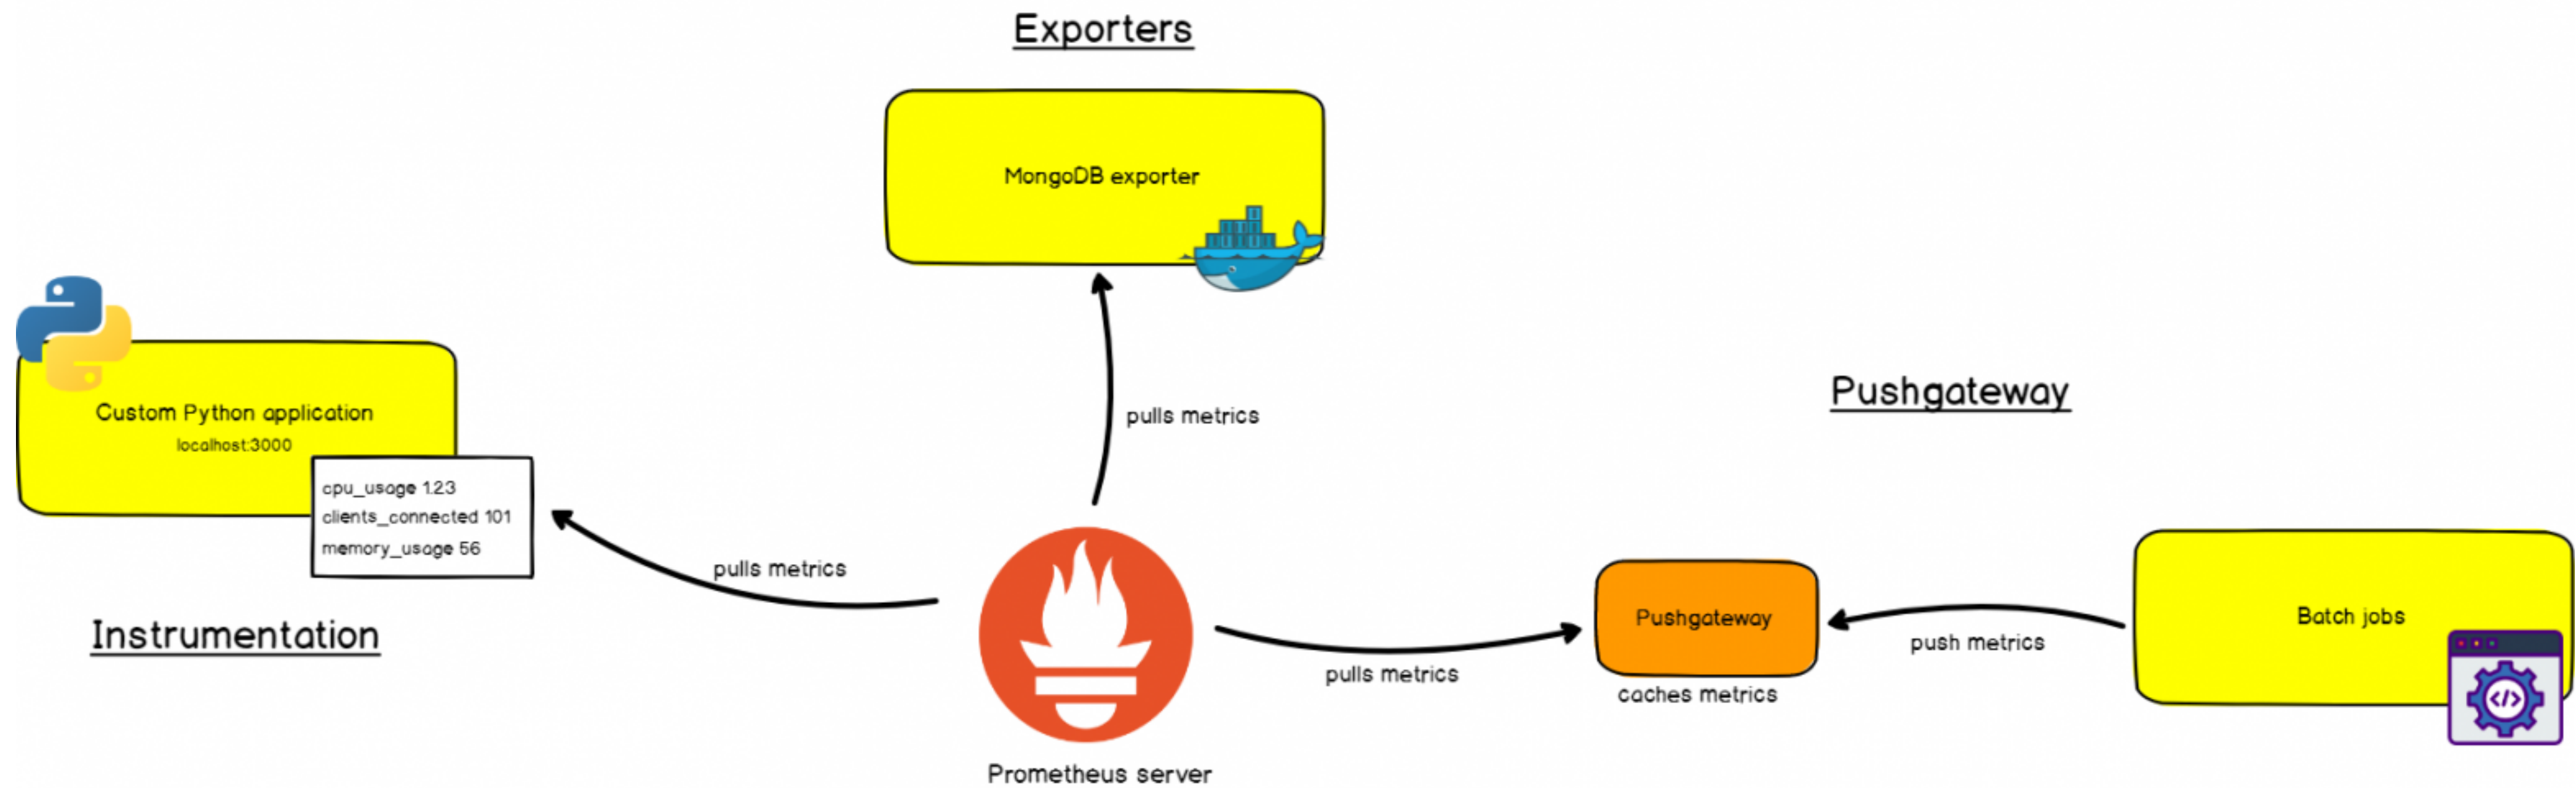 Exporters
MongoDB exporter
pulls metrics
Custom Python application
localhost:3000
cpu_usage 1.23
clients_connected 101
memory_usage 56
Instrumentation
pulls metrics
Prometheus server
pulls metrics
Pushgateway
Pushgateway
caches metrics
push metrics
Batch jobs
</>